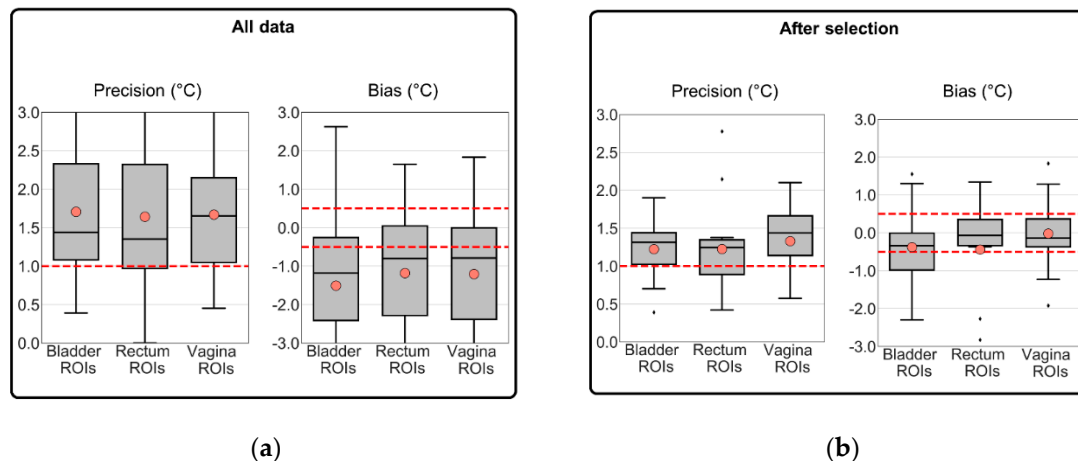 All data
Precision (°C)
3.0
2.5
2.0
1.5
1.0
0.5
0.0
Bladder ROIs
Rectum ROIs
Vagina ROIs
Bias (°C)
3.0
2.0
1.0
0.0
-1.0
-2.0
-3.0
Bladder ROIs
Rectum ROIs
Vagina ROIs
(a)
After selection
Precision (°C)
3.0
2.5
2.0
1.5
1.0
0.5
0.0
Bladder ROIs
Rectum ROIs
Vagina ROIs
Bias (°C)
3.0
2.0
1.0
0.0
-1.0
-2.0
-3.0
Bladder ROIs
Rectum ROIs
Vagina ROIs
(b)